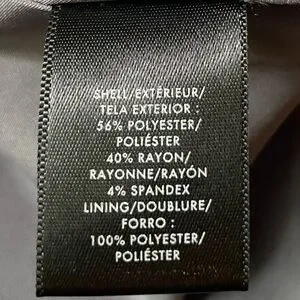 SHELL/EXTÉRIEUR/
TELA EXTERIOR :
56% POLYESTER/
POLIÉSTER
40% RAYON/
RAYONNE/RAYÓN
4% SPANDEX
LINING/DOUBLURE/
FORRO :
100% POLYESTER/
POLIÉSTER